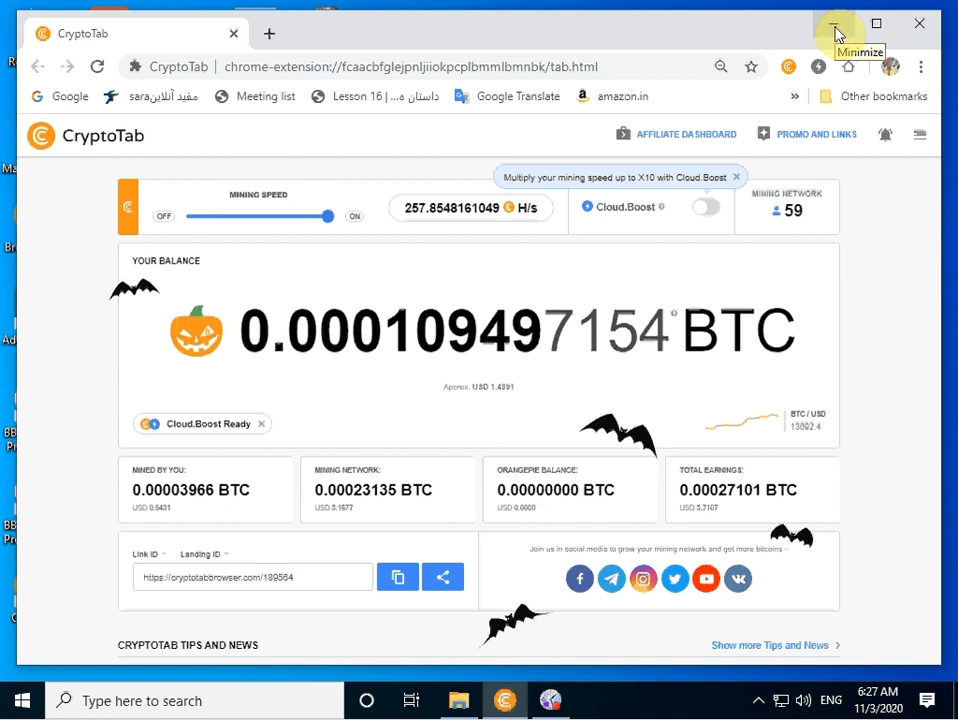 CryptoTab
Minimize
CryptoTab | chrome-extension://fcaacbfglejpnljiiokpcplbmmlbmnbk/tab.html
Google
saraمفید آنلاین
Meeting list
Lesson 16 | ...داستان ه
Google Translate
amazon.in
»
Other bookmarks
CryptoTab
AFFILIATE DASHBOARD
PROMO AND LINKS
Multiply your mining speed up to X10 with Cloud.Boost
MINING SPEED
OFF
ON
257.8548161049 H/s
Cloud.Boost
MINING NETWORK
59
YOUR BALANCE
0.000109497154 BTC
Approx. USD 1.4391
Cloud.Boost Ready
BTC / USD
13892.4
MINED BY YOU:
0.00003966 BTC
USD 0.5431
MINING NETWORK:
0.00023135 BTC
USD 3.1677
ORANGEPIE BALANCE:
0.00000000 BTC
USD 0.0000
TOTAL EARNINGS:
0.00027101 BTC
USD 3.7107
Link ID
Landing ID
https://cryptotabbrowser.com/189564
Join us in social media to grow your mining network and get more bitcoins –
CRYPTOTAB TIPS AND NEWS
Show more Tips and News
Type here to search
ENG
6:27 AM
11/3/2020